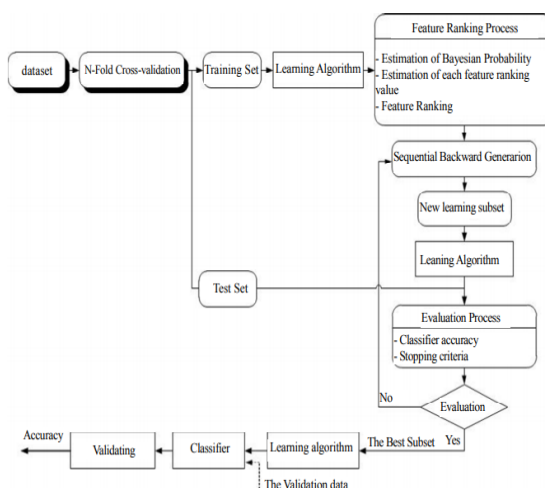 Feature Ranking Process
- Estimation of Bayesian Probability
- Estimation of each feature ranking
value
- Feature Ranking
dataset
N-Fold Cross-validation
Training Set
Learning Algorithm
Sequential Backward Generarion
New learning subset
Leaning Algorithm
Test Set
Evaluation Process
- Classifier accuracy
- Stopping criteria
No
Evaluation
Yes
The Best Subset
Learning algorithm
Classifier
Validating
Accuracy
The Validation data